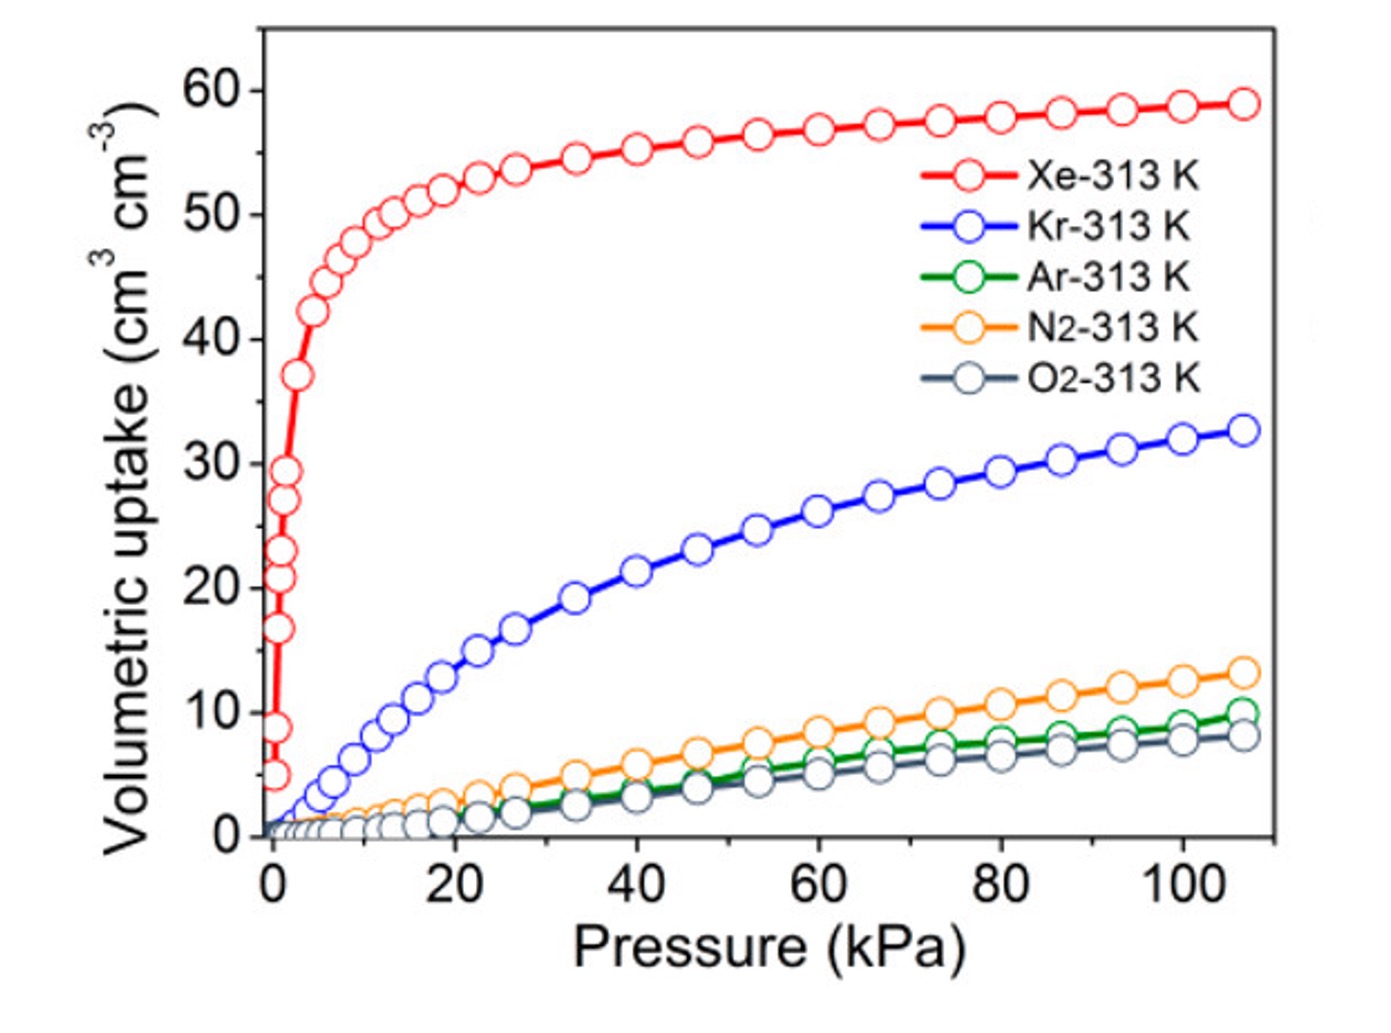 Volumetric uptake (cm³ cm⁻³)
60
50
40
30
20
10
0
Xe-313 K
Kr-313 K
Ar-313 K
N2-313 K
O2-313 K
0 20 40 60 80 100
Pressure (kPa)